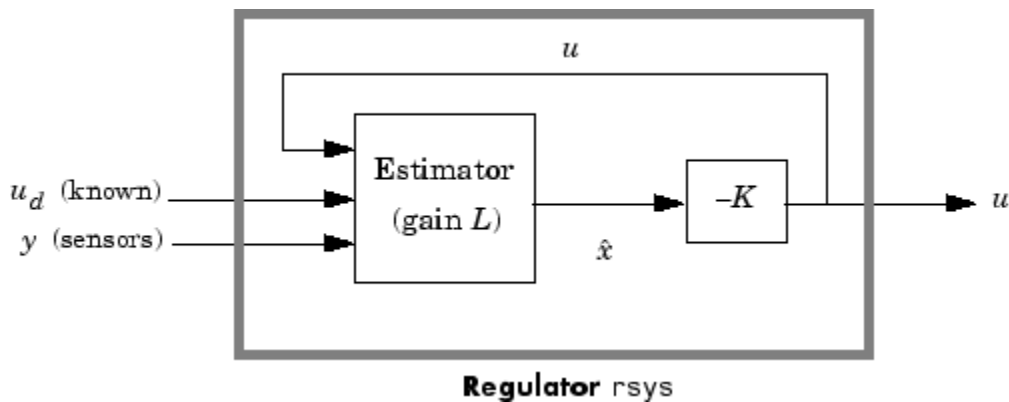 u
Estimator
(gain L)
u_d (known)
y (sensors)
–K
u
x̂
Regulator rsys